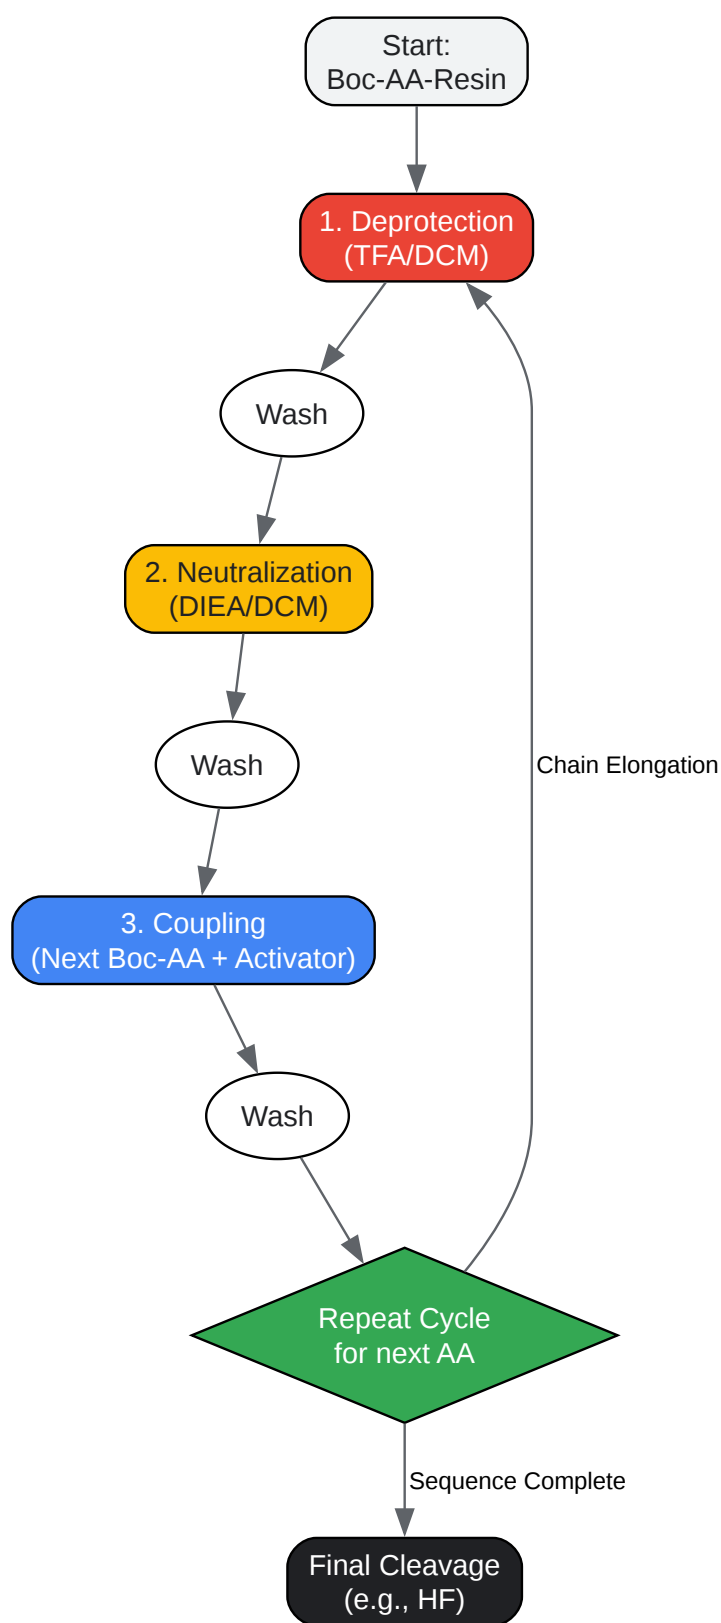 Start:
Boc-AA-Resin
1. Deprotection
(TFA/DCM)
Wash
2. Neutralization
(DIEA/DCM)
Wash
Chain Elongation
3. Coupling
(Next Boc-AA + Activator)
Wash
Repeat Cycle
for next AA
Sequence Complete
Final Cleavage
(e.g., HF)